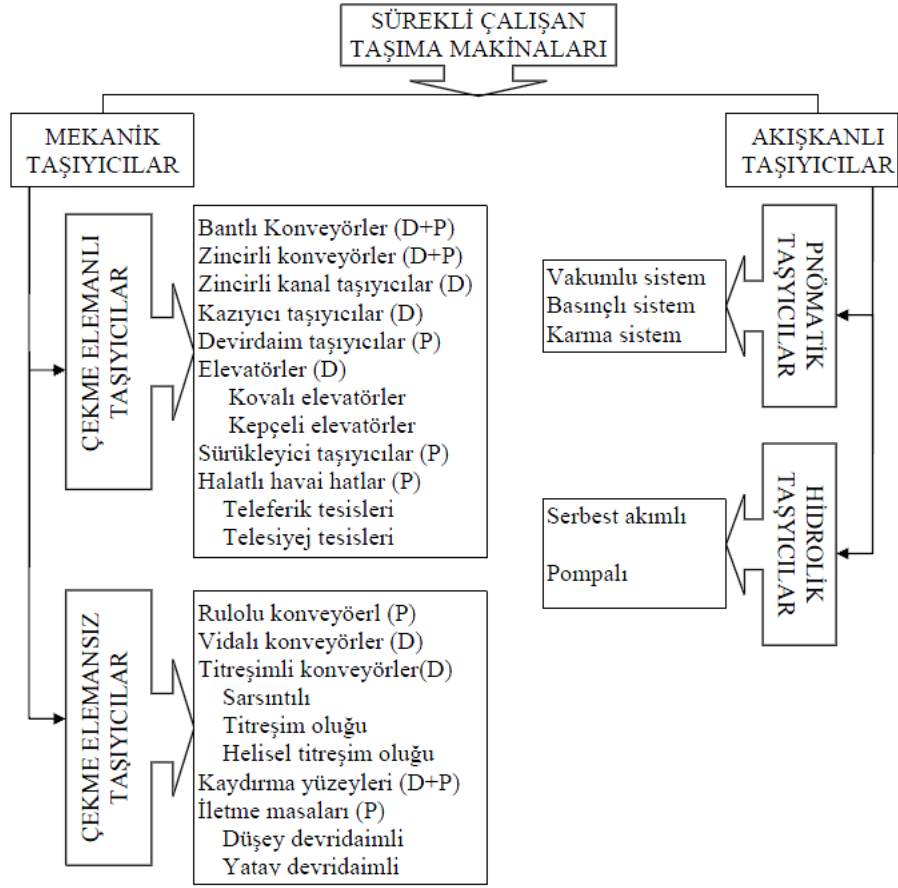 SÜREKLİ ÇALIŞAN
TAŞIMA MAKİNALARI
MEKANİK
TAŞIYICILAR
ÇEKME ELEMANLI
TAŞIYICILAR
Bantlı Konveyörler (D+P)
Zincirli konveyörler (D+P)
Zincirli kanal taşıyıcılar (D)
Kazıyıcı taşıyıcılar (D)
Devirdaim taşıyıcılar (P)
Elevatörler (D)
Kovalı elevatörler
Kepçeli elevatörler
Sürükleyici taşıyıcılar (P)
Halatlı havai hatlar (P)
Teleferik tesisleri
Telesiyej tesisleri
ÇEKME ELEMANSIZ
TAŞIYICILAR
Rulolu konveyöerl (P)
Vidalı konveyörler (D)
Titreşimli konveyörler(D)
Sarsıntılı
Titreşim oluğu
Helisel titreşim oluğu
Kaydırma yüzeyleri (D+P)
İletme masaları (P)
Düşey devridaimli
Yatay devridaimli
AKIŞKANLI
TAŞIYICILAR
PNÖMATİK
TAŞYICILAR
Vakumlu sistem
Basınçlı sistem
Karma sistem
HİDROLİK
TAŞYICILAR
Serbest akımlı
Pompalı